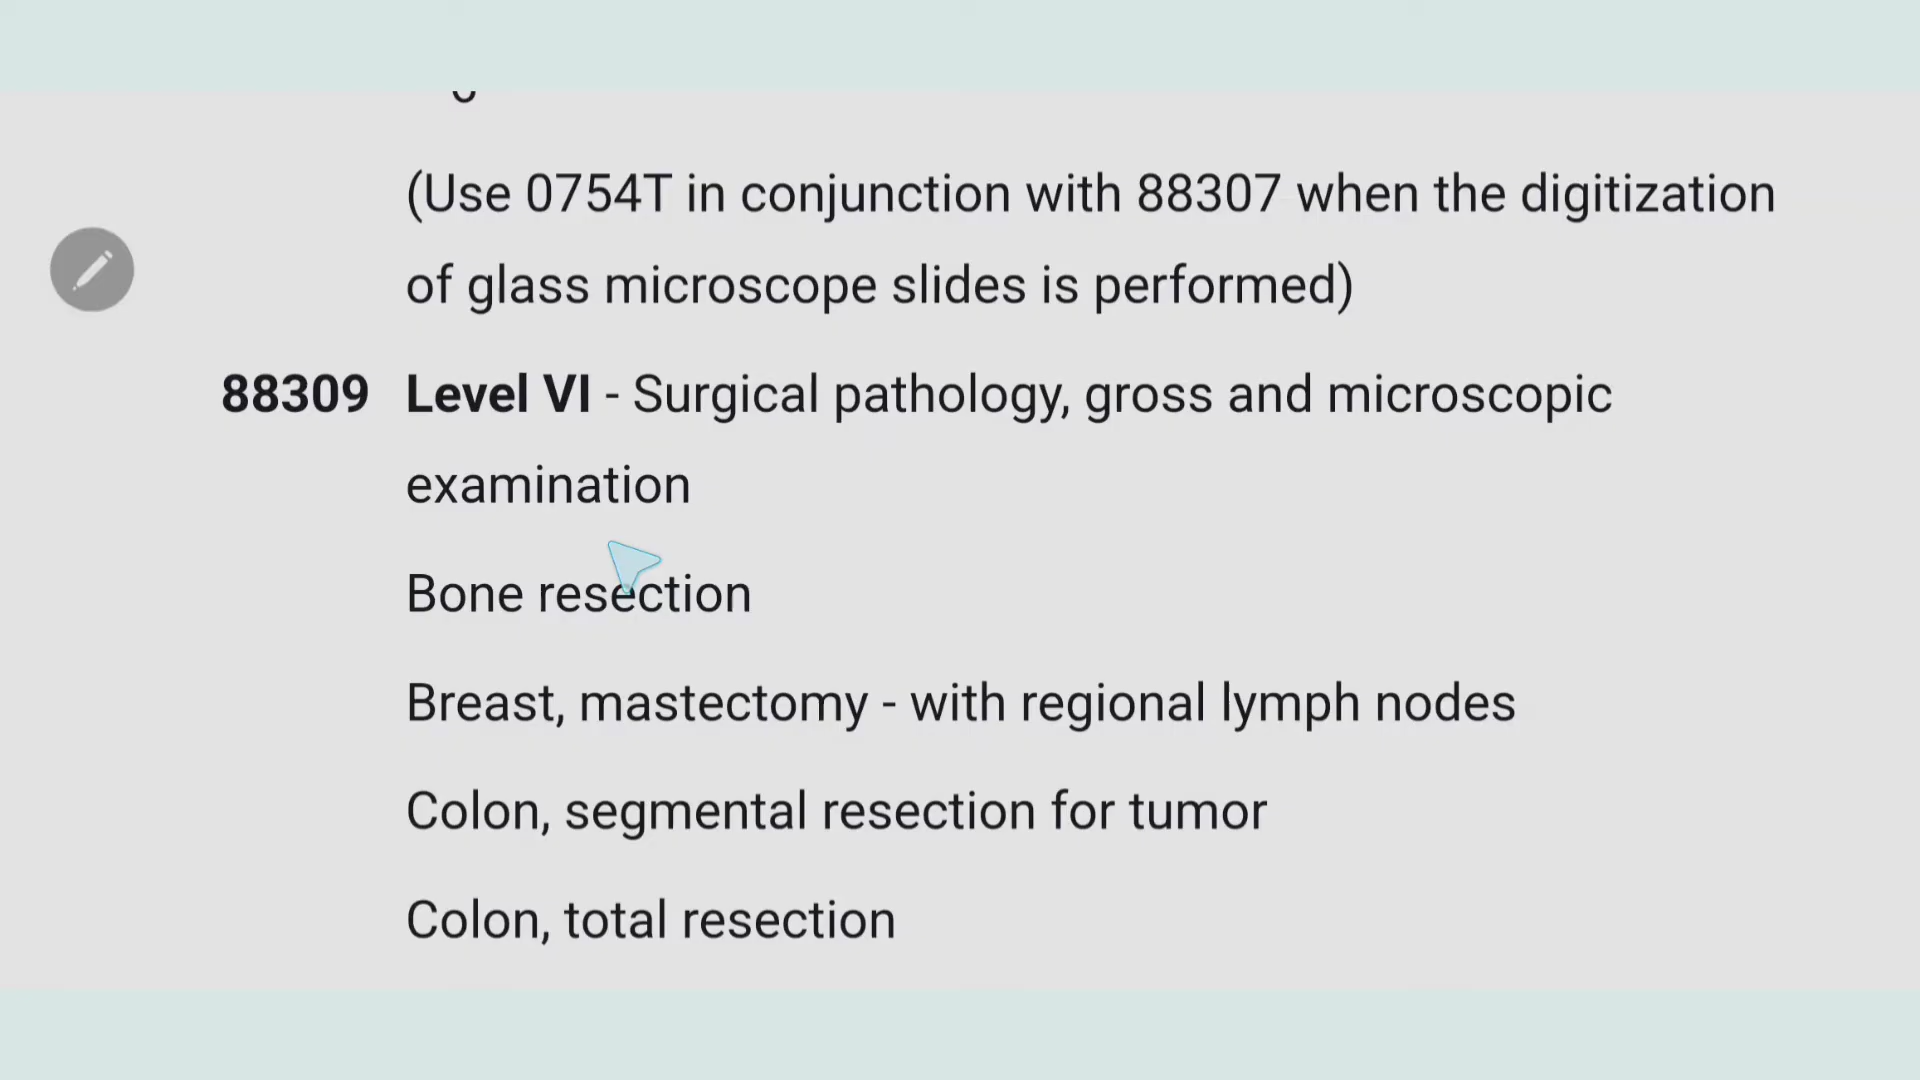 (Use 0754T in conjunction with 88307 when the digitization
of glass microscope slides is performed)
88309 Level VI - Surgical pathology, gross and microscopic
examination
Bone resection
Breast, mastectomy - with regional lymph nodes
Colon, segmental resection for tumor
Colon, total resection